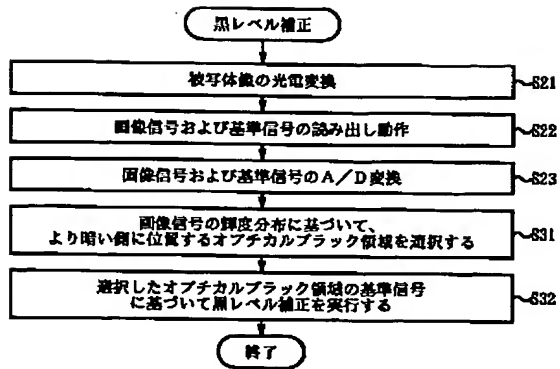 黒レベル補正
被写体像の光電変換
S21
画像信号および基準信号の読み出し動作
S22
画像信号および基準信号のA／D変換
S23
画像信号の輝度分布に基づいて、
より暗い側に位置するオプチカルブラック領域を選択する
S31
選択したオプチカルブラック領域の基準信号
に基づいて黒レベル補正を実行する
S32
終了